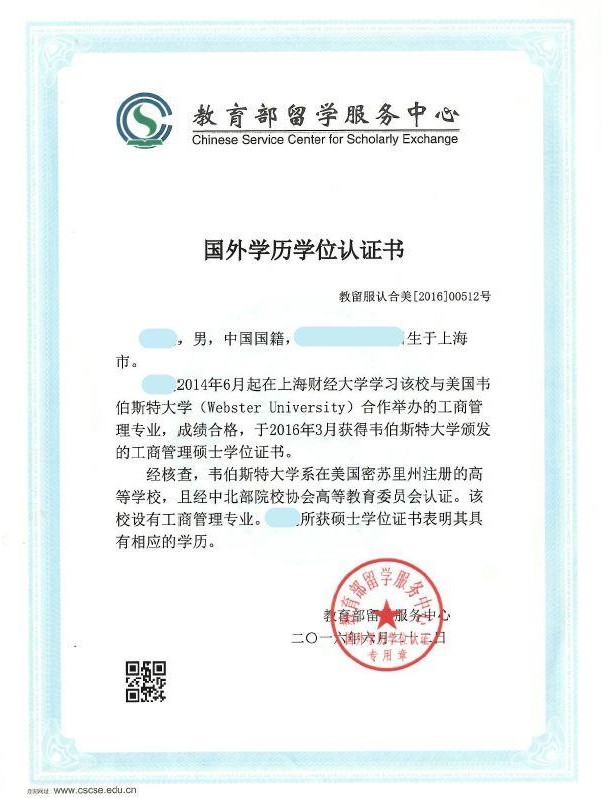 教育部留学服务中心
Chinese Service Center for Scholarly Exchange
国外学历学位认证书
教留服认合美[2016]00512号
，男，中国国籍，
生于上海
市。
2014年6月起在上海财经大学学习该校与美国韦
伯斯特大学（Webster University）合作举办的工商管
理专业，成绩合格，于2016年3月获得韦伯斯特大学颁发
的工商管理硕士学位证书。
经核查，韦伯斯特大学系在美国密苏里州注册的高
等学校，且经中北部院校协会高等教育委员会认证。该
校设有工商管理专业。
所获硕士学位证书表明其具
有相应的学历。
教育部留学服务中心
二〇一六年六月二十二日
教育部留学服务中心
国外学历学位认证
专用章
查询网址：www.cscse.edu.cn